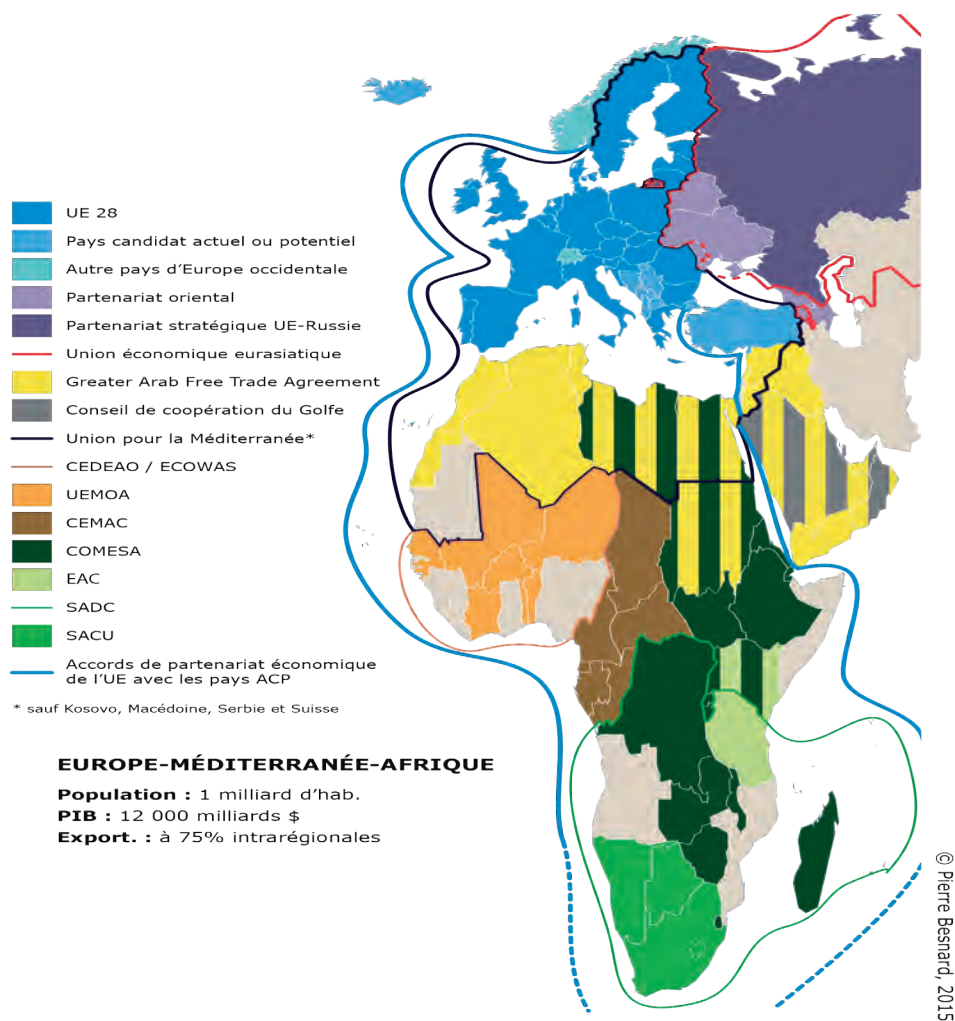 UE 28
Pays candidat actuel ou potentiel
Autre pays d'Europe occidentale
Partenariat oriental
Partenariat stratégique UE-Russie
Union économique eurasiatique
Greater Arab Free Trade Agreement
Conseil de coopération du Golfe
Union pour la Méditerranée*
CEDEAO / ECOWAS
UEMOA
CEMAC
COMESA
EAC
SADC
SACU
Accords de partenariat économique
de l'UE avec les pays ACP
* sauf Kosovo, Macédoine, Serbie et Suisse
EUROPE-MÉDITERRANÉE-AFRIQUE
Population : 1 milliard d'hab.
PIB : 12 000 milliards $
Export. : à 75% intrarégionales
© Pierre Besnard, 2015